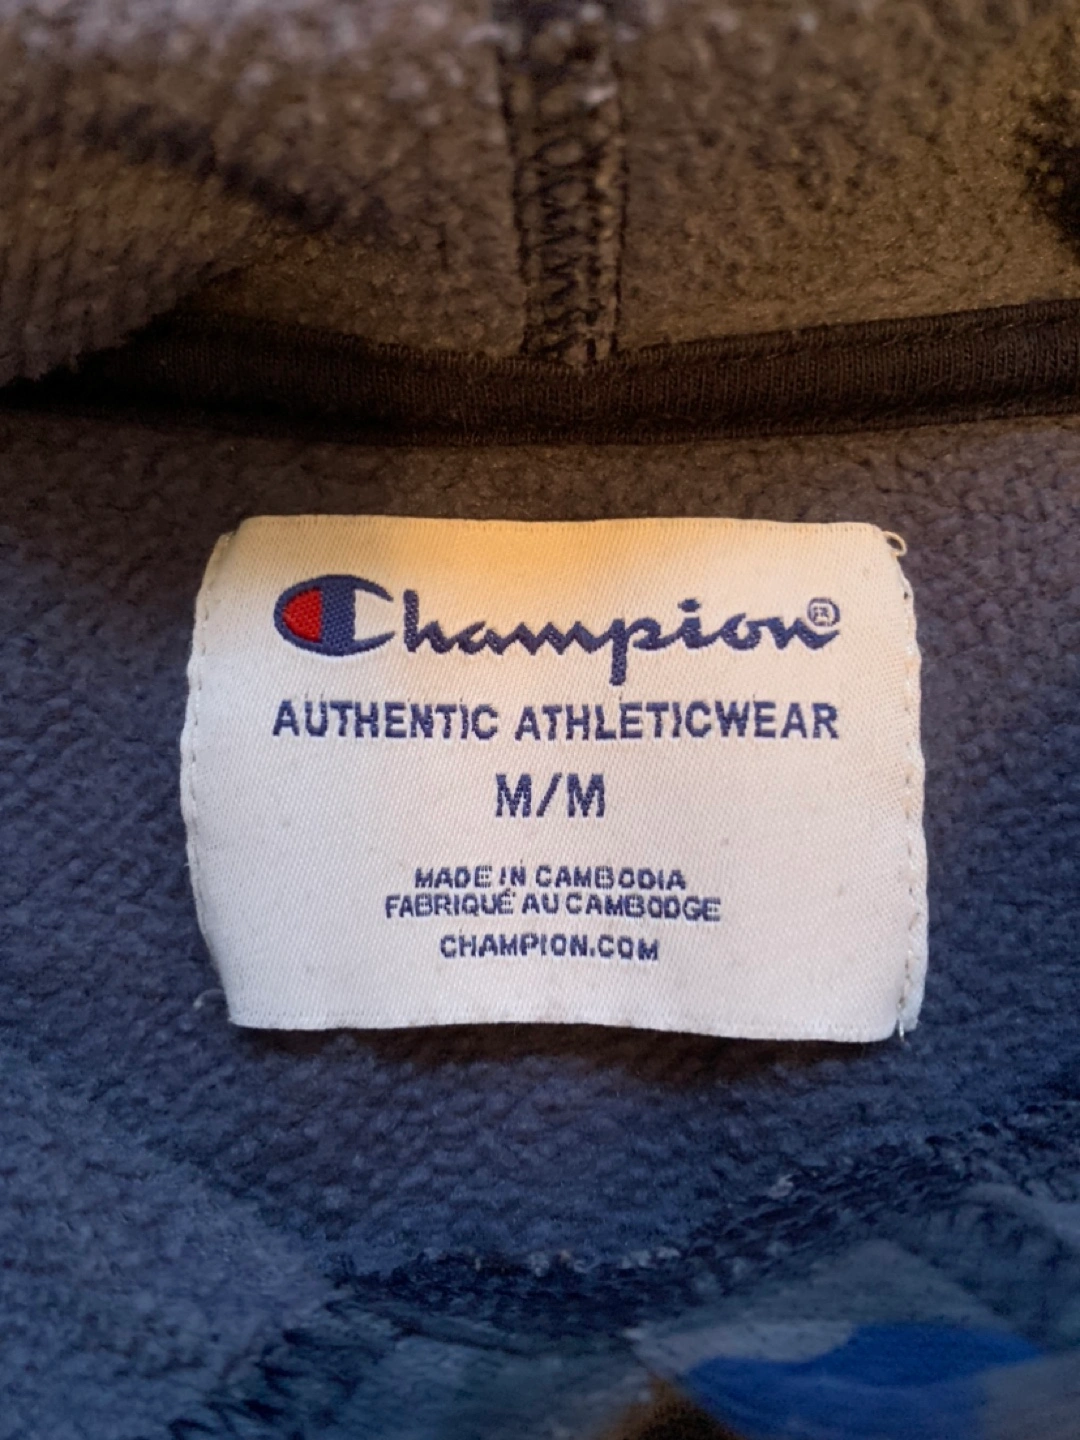 Champion®
AUTHENTIC ATHLETICWEAR
M/M
MADE IN CAMBODIA
FABRIQUÉ AU CAMBODGE
CHAMPION.COM